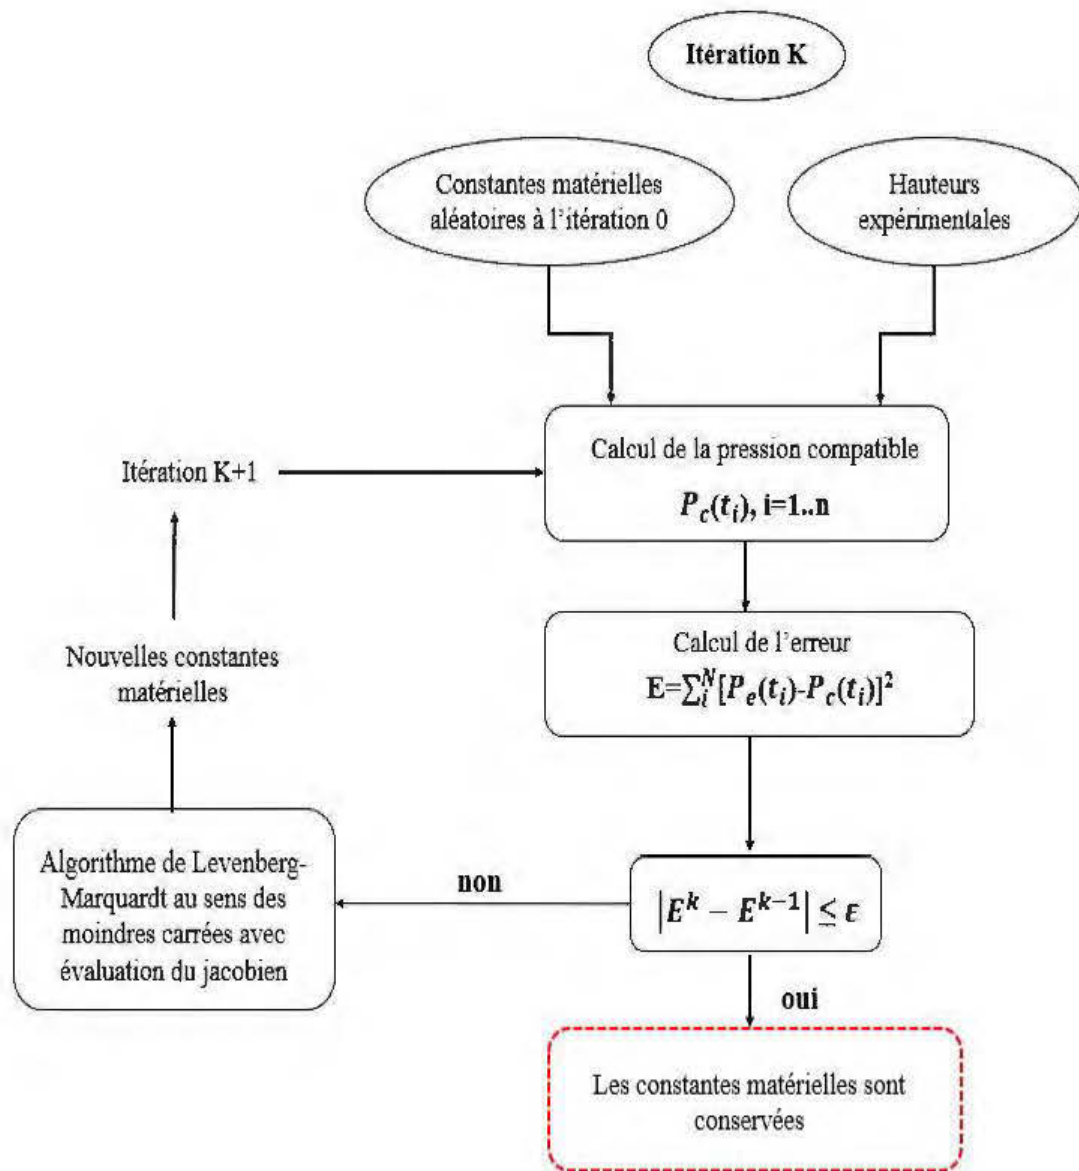 Itération K
Constantes matérielles
aléatoires à l'itération 0
Hauteurs
expérimentales
Calcul de la pression compatible
P_c(t_i), i=1..n
Itération K+1
Calcul de l'erreur
E=∑_i^N[P_e(t_i)-P_c(t_i)]^2
Nouvelles constantes
matérielles
Algorithme de Levenberg-
Marquardt au sens des
moindres carrées avec
évaluation du jacobien
non
|E^k − E^{k−1}| ≤ ε
oui
Les constantes matérielles sont
conservées